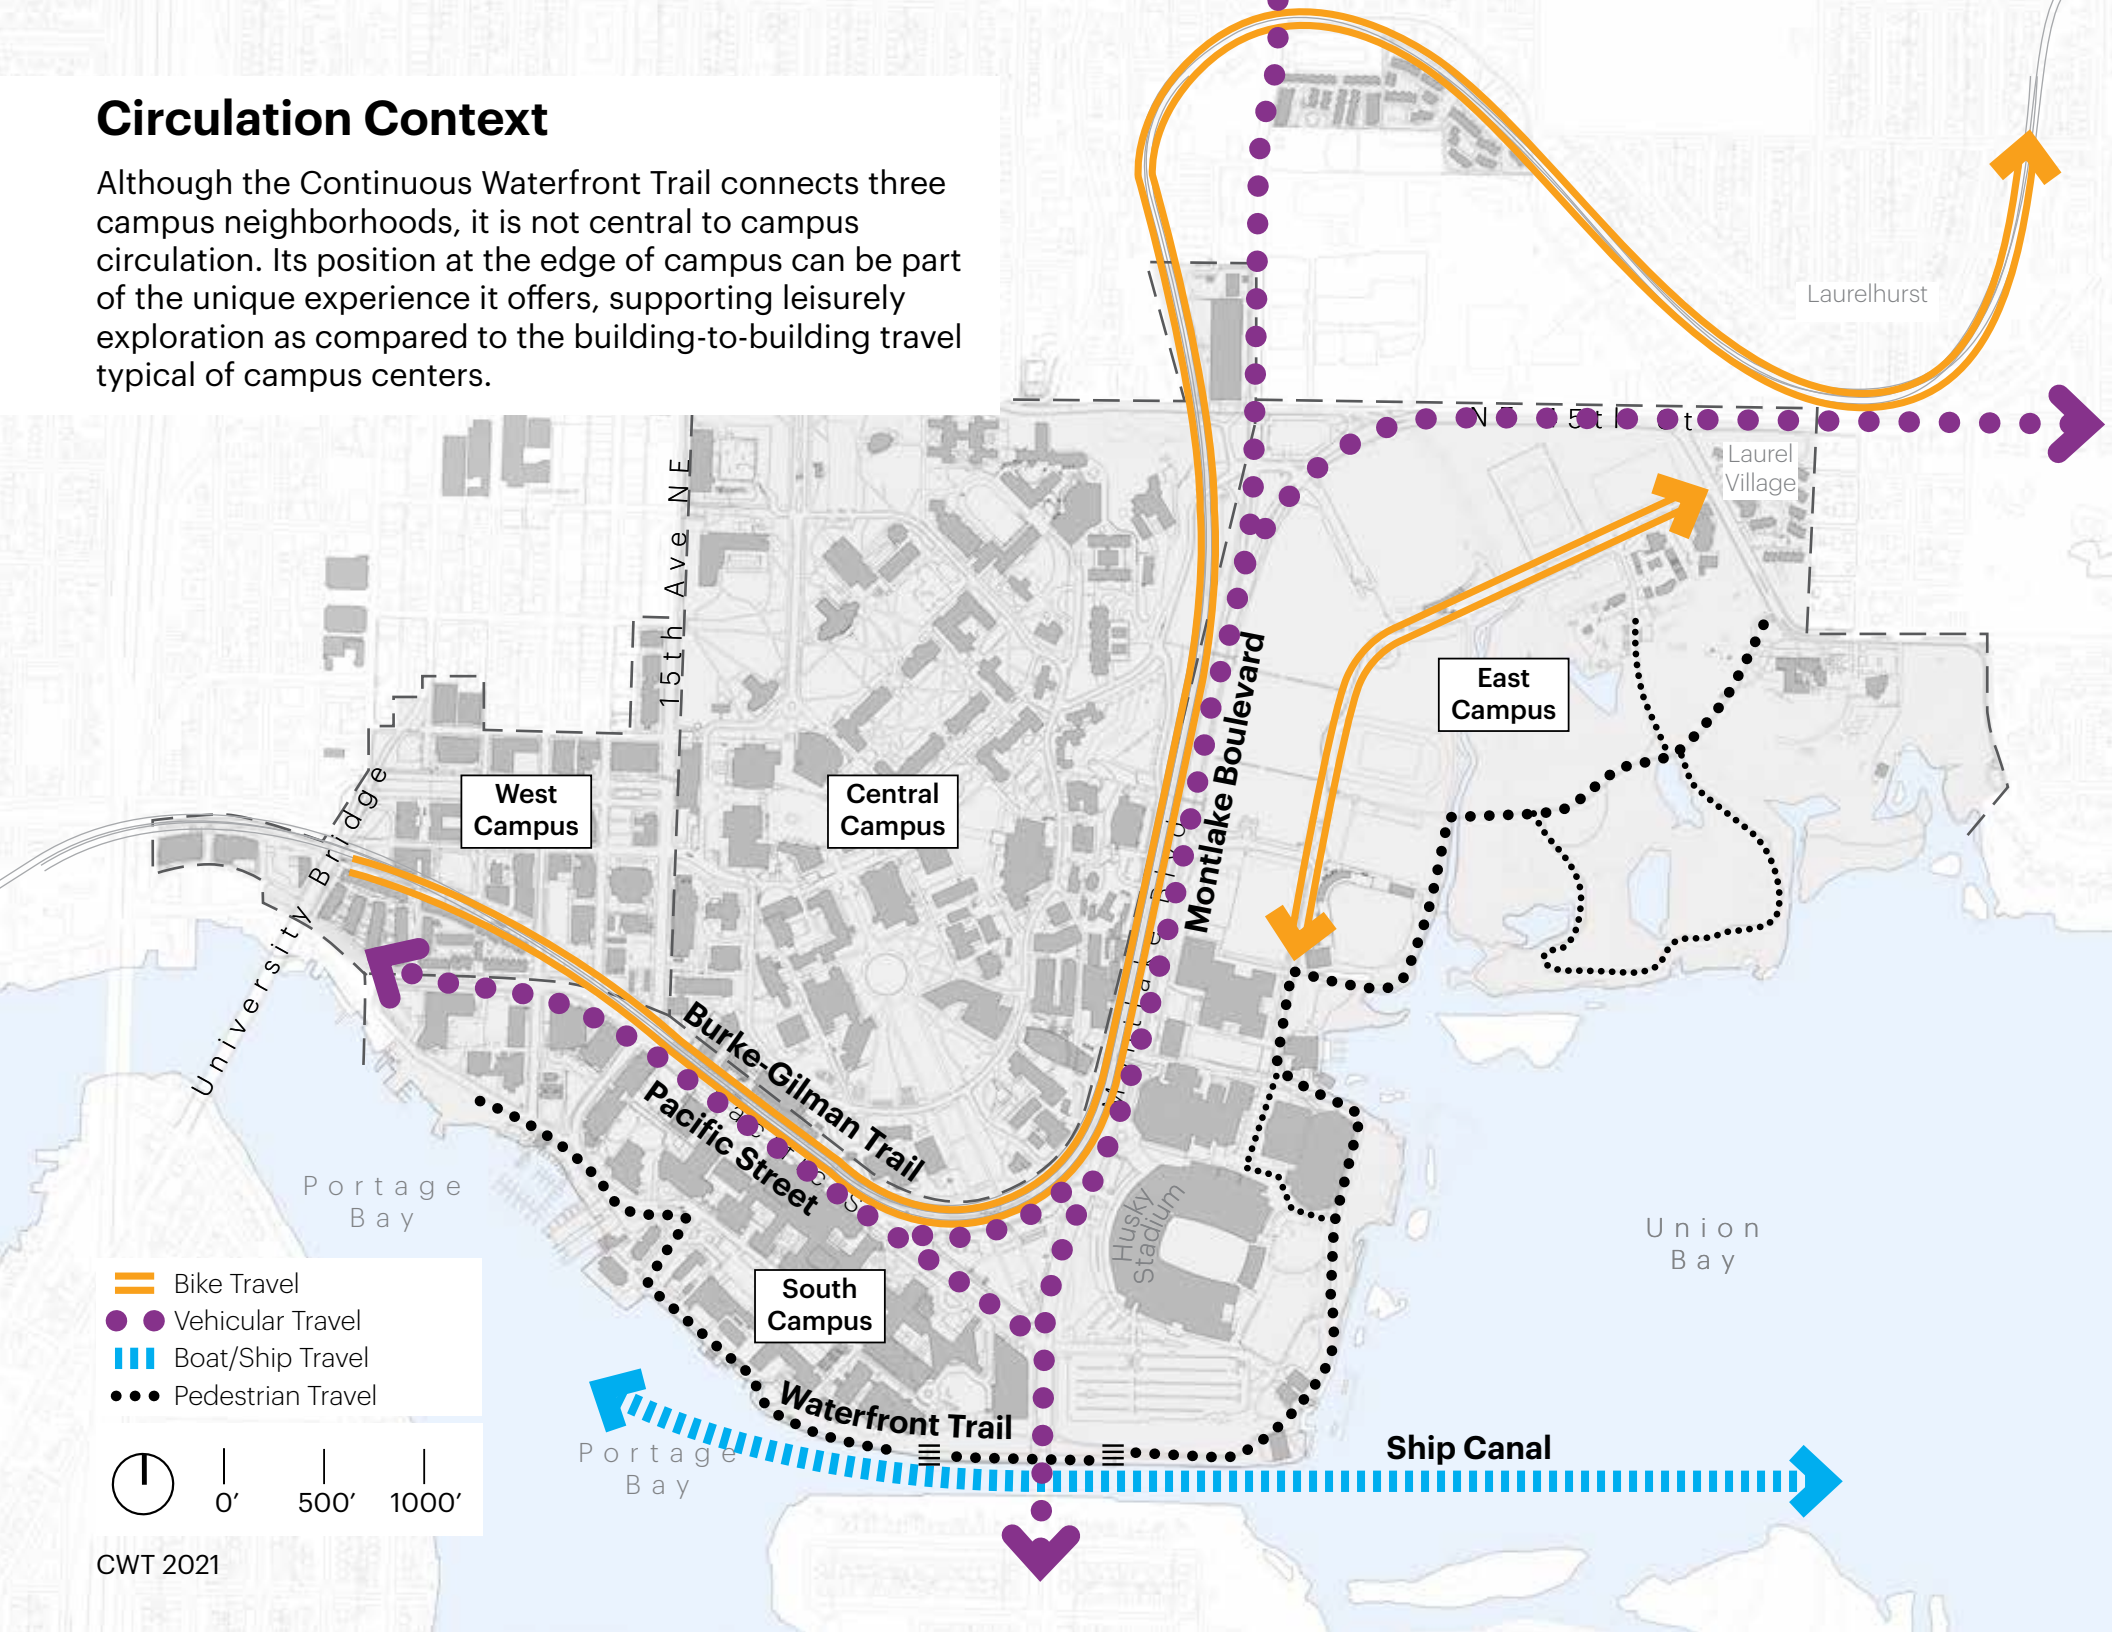 Circulation Context
Although the Continuous Waterfront Trail connects three
campus neighborhoods, it is not central to campus
circulation. Its position at the edge of campus can be part
of the unique experience it offers, supporting leisurely
exploration as compared to the building-to-building travel
typical of campus centers.
Laurelhurst
Laurel
Village
15th Ave NE
Montlake Boulevard
East
Campus
West
Campus
Central
Campus
University Bridge
Burke-Gilman Trail
Pacific Street
Husky
Stadium
Portage
Bay
Union
Bay
South
Campus
Bike Travel
Vehicular Travel
Boat/Ship Travel
Pedestrian Travel
0′ 500′ 1000′
Waterfront Trail
Ship Canal
Portage
Bay
CWT 2021